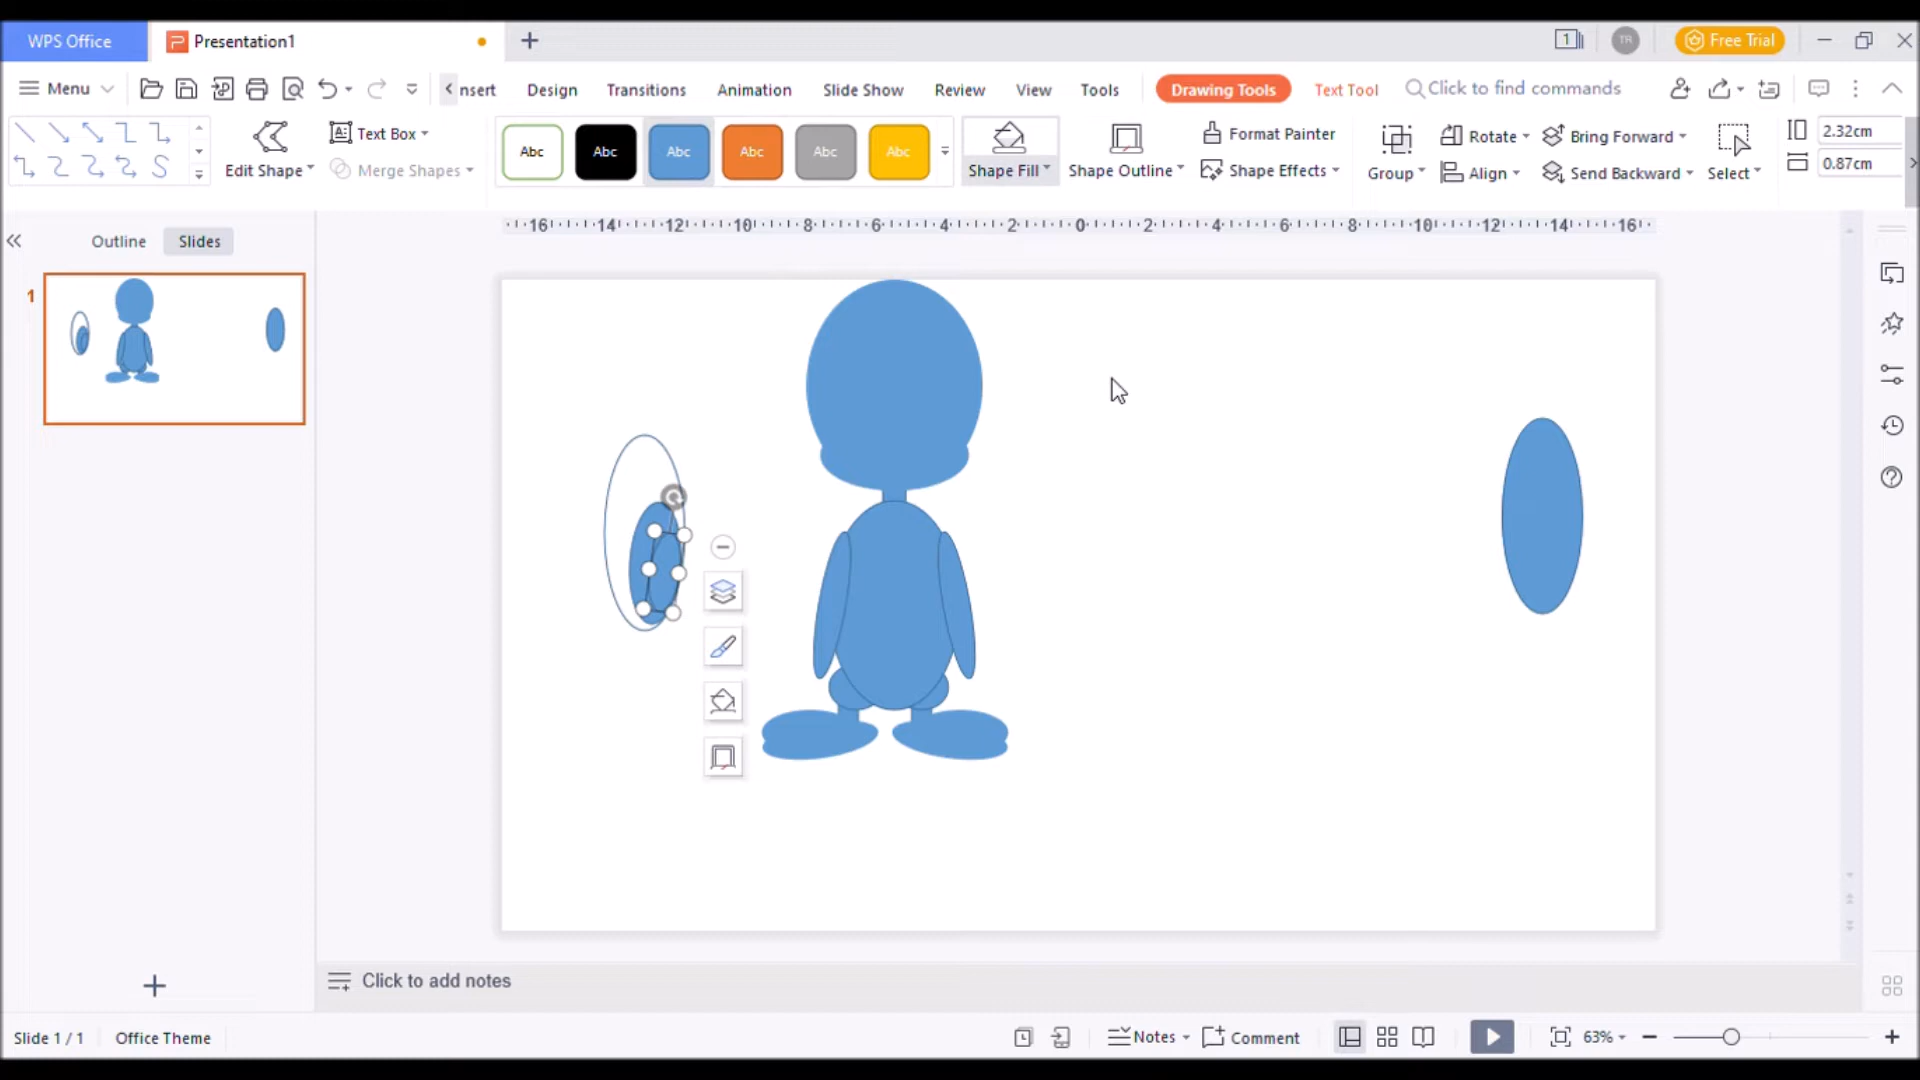 WPS Office
Presentation1
1
TR
Free Trial
Menu
nsert
Design
Transitions
Animation
Slide Show
Review
View
Tools
Drawing Tools
Text Tool
Click to find commands
Edit Shape
Text Box
Merge Shapes
Abc
Abc
Abc
Abc
Abc
Abc
Shape Fill
Shape Outline
Format Painter
Shape Effects
Group
Rotate
Align
Bring Forward
Send Backward
Select
2.32cm
0.87cm
Outline
Slides
16 14 12 10 8 6 4 2 0 2 4 6 8 10 12 14 16
1
Click to add notes
Slide 1 / 1
Office Theme
Notes
Comment
63%